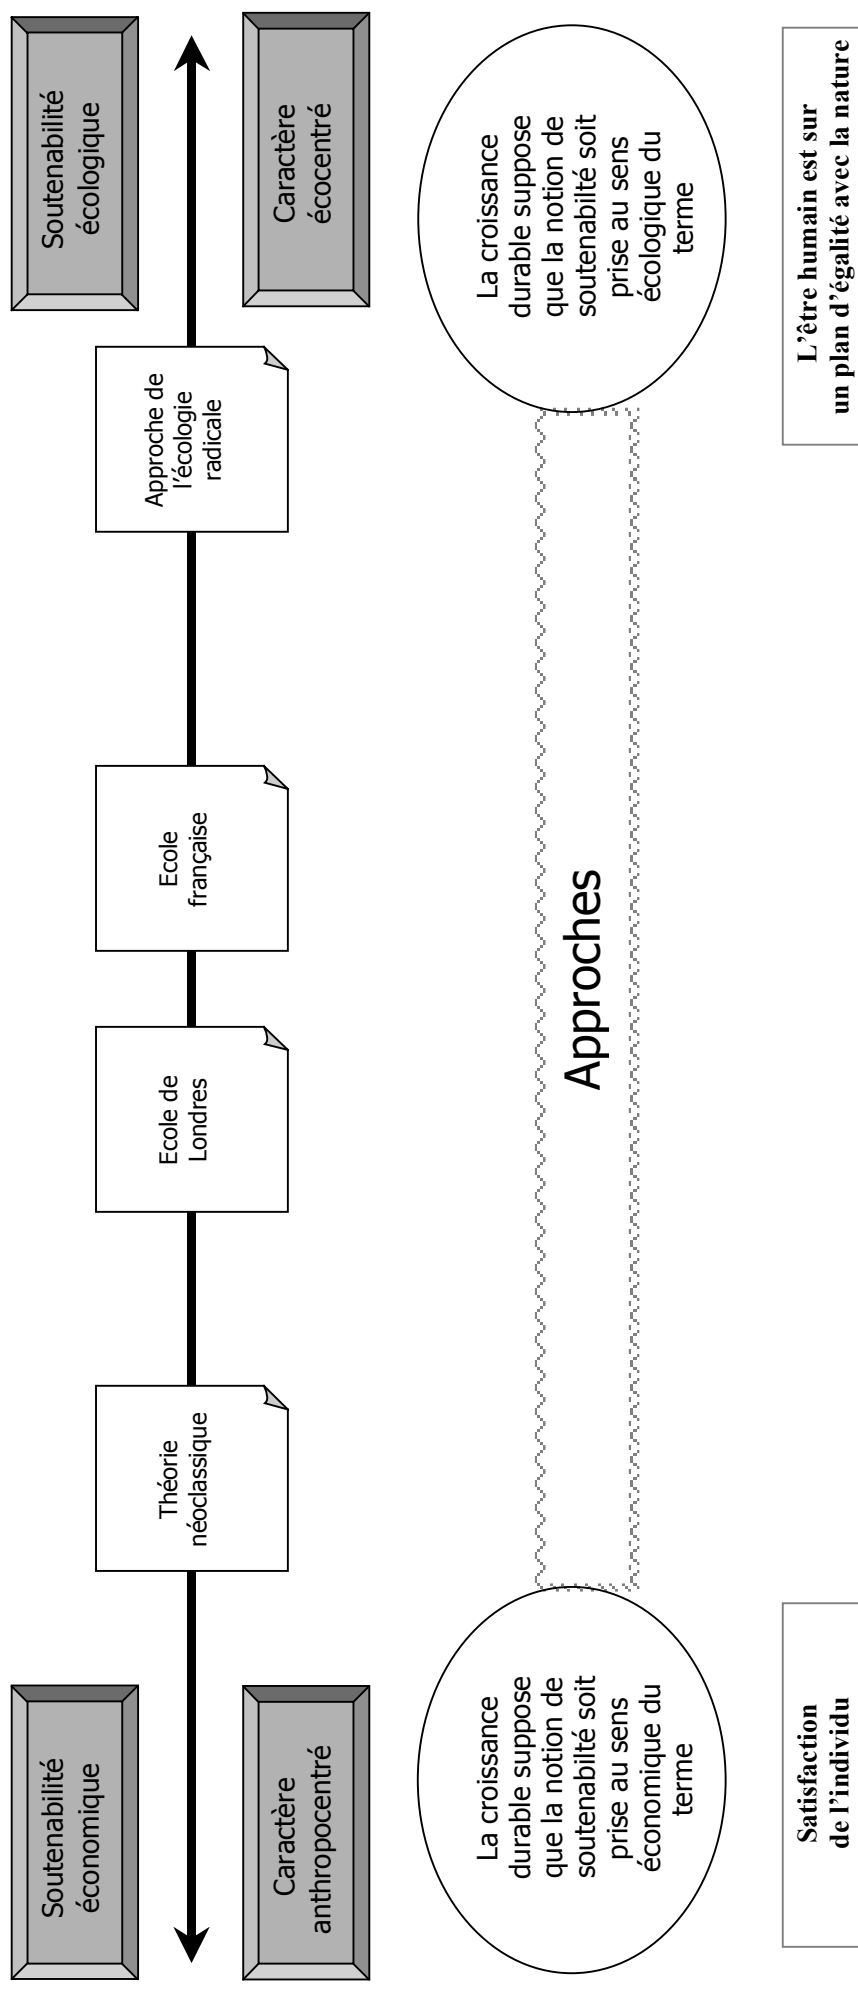 Soutenabilité
économique
Soutenabilité
écologique
Théorie
néoclassique
Ecole de
Londres
Ecole
française
Approche de
l'écologie
radicale
Caractère
anthropocentré
Caractère
écocentré
La croissance
durable suppose
que la notion de
soutenabilté soit
prise au sens
économique du
terme
Approches
La croissance
durable suppose
que la notion de
soutenabilté soit
prise au sens
écologique du
terme
Satisfaction
de l'individu
L'être humain est sur
un plan d'égalité avec la nature